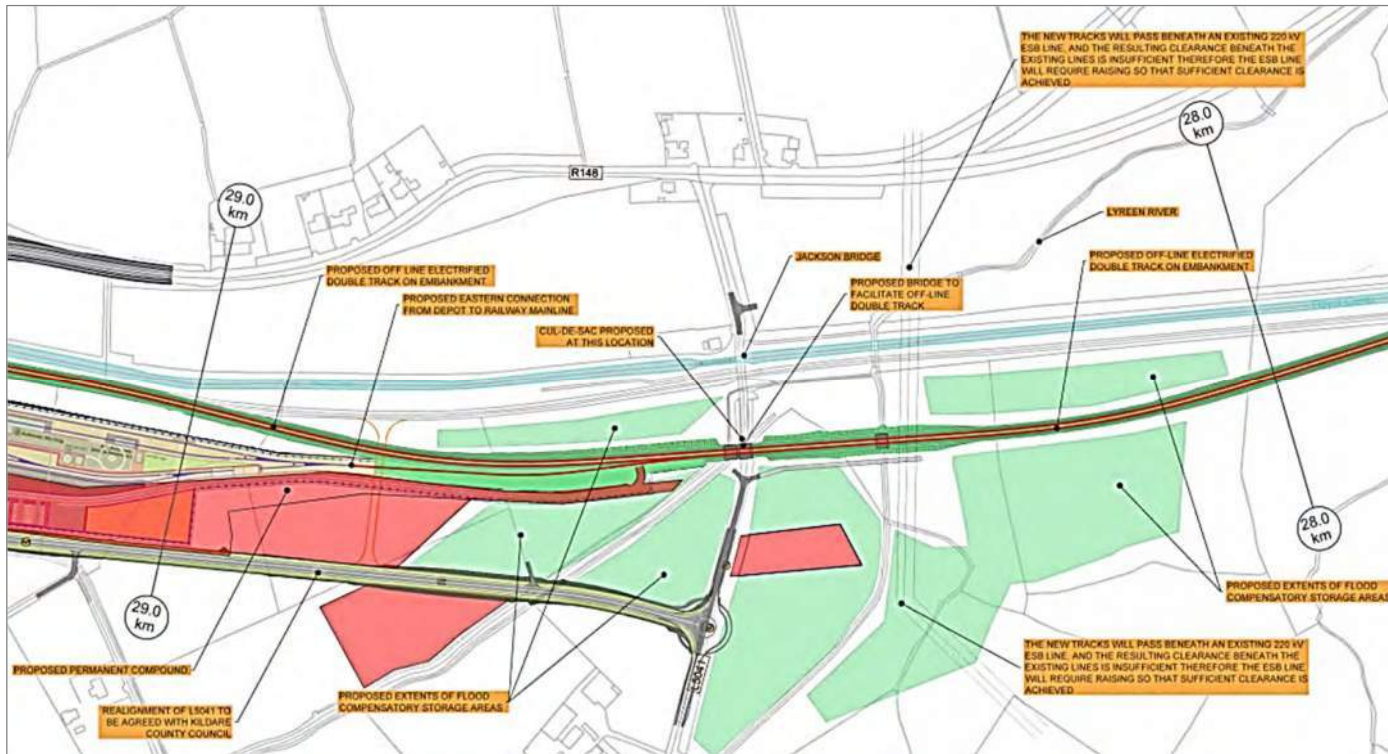 THE NEW TRACKS WILL PASS BENEATH AN EXISTING 220 kV
ESB LINE, AND THE RESULTING CLEARANCE BENEATH THE
EXISTING LINES IS INSUFFICIENT THEREFORE THE ESB LINE
WILL REQUIRE RAISING SO THAT SUFFICIENT CLEARANCE IS
ACHIEVED
28.0
km
R148
29.0
km
LYREEN RIVER
JACKSON BRIDGE
PROPOSED OFF-LINE ELECTRIFIED
DOUBLE TRACK ON EMBANKMENT
PROPOSED OFF LINE ELECTRIFIED
DOUBLE TRACK ON EMBANKMENT
PROPOSED BRIDGE TO
FACILITATE OFF-LINE
DOUBLE TRACK
PROPOSED EASTERN CONNECTION
FROM DEPOT TO RAILWAY MAINLINE
CUL-DE-SAC PROPOSED
AT THIS LOCATION
28.0
km
29.0
km
PROPOSED EXTENTS OF FLOOD
COMPENSATORY STORAGE AREAS
THE NEW TRACKS WILL PASS BENEATH AN EXISTING 220 kV
ESB LINE, AND THE RESULTING CLEARANCE BENEATH THE
EXISTING LINES IS INSUFFICIENT THEREFORE THE ESB LINE
WILL REQUIRE RAISING SO THAT SUFFICIENT CLEARANCE IS
ACHIEVED
PROPOSED PERMANENT COMPOUND
L5041
PROPOSED EXTENTS OF FLOOD
COMPENSATORY STORAGE AREAS
REALIGNMENT OF L5041 TO
BE AGREED WITH KILDARE
COUNTY COUNCIL